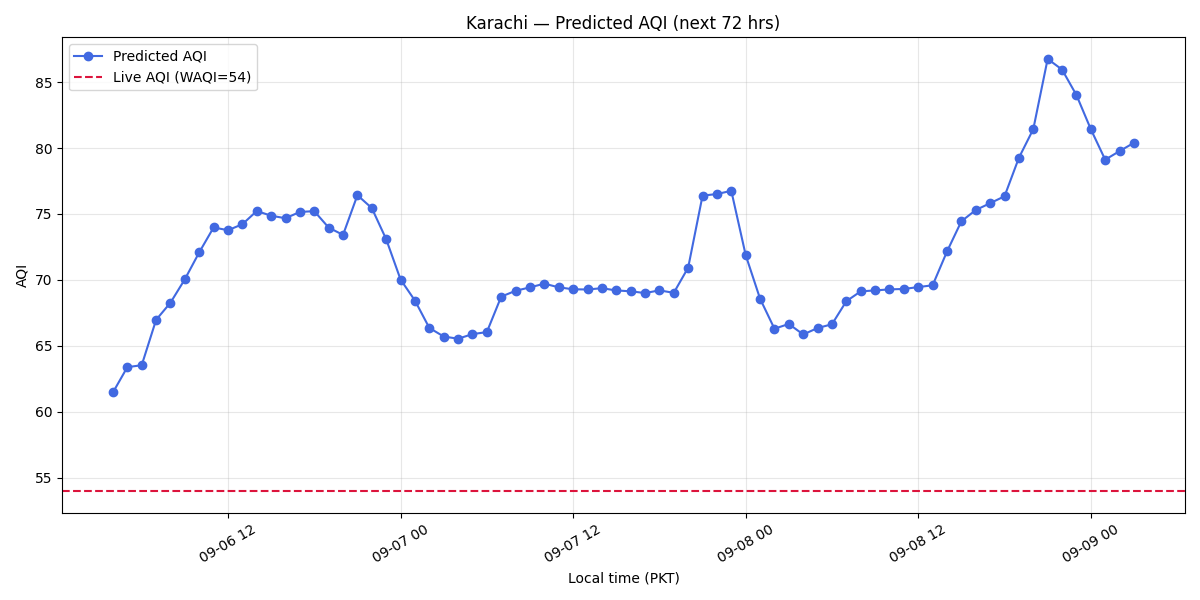 Karachi — Predicted AQI (next 72 hrs)
Predicted AQI
Live AQI (WAQI=54)
AQI
85
80
75
70
65
60
55
09-06 12
09-07 00
09-07 12
09-08 00
09-08 12
09-09 00
Local time (PKT)